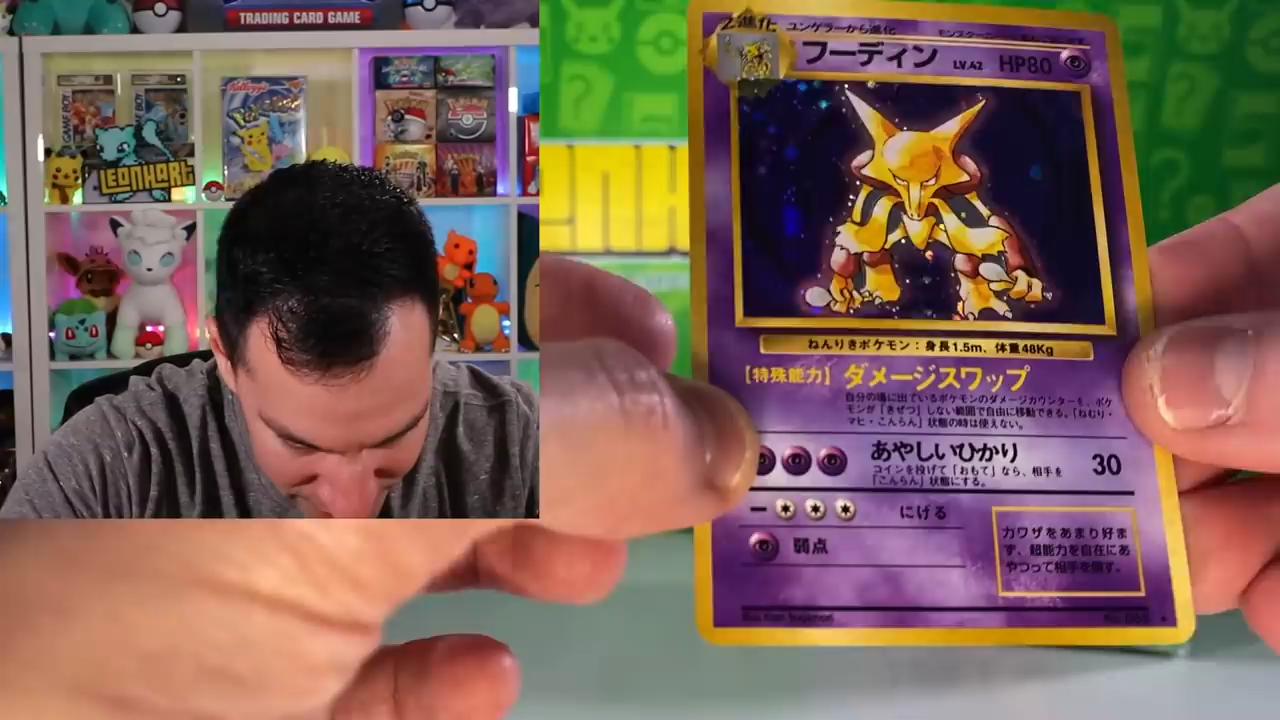 TRADING CARD GAME
GAME BOY
GAME BOY
Kellogg's
LEONHART
2進化 ユンゲラーから進化
フーディン LV.42 HP80
ねんりきポケモン：身長1.5m、体重48Kg
【特殊能力】ダメージスワップ
自分の場に出ているポケモンのダメージカウンターを、ポケ
モンが「きぜつ」しない範囲で自由に移動できる。「ねむり・
マヒ・こんらん」状態の時は使えない。
あやしいひかり 30
コインを投げて「おもて」なら、相手を
「こんらん」状態にする。
にげる
弱点
力ワザをあまり好ま
ず、超能力を自在にあ
やつって相手を倒す。